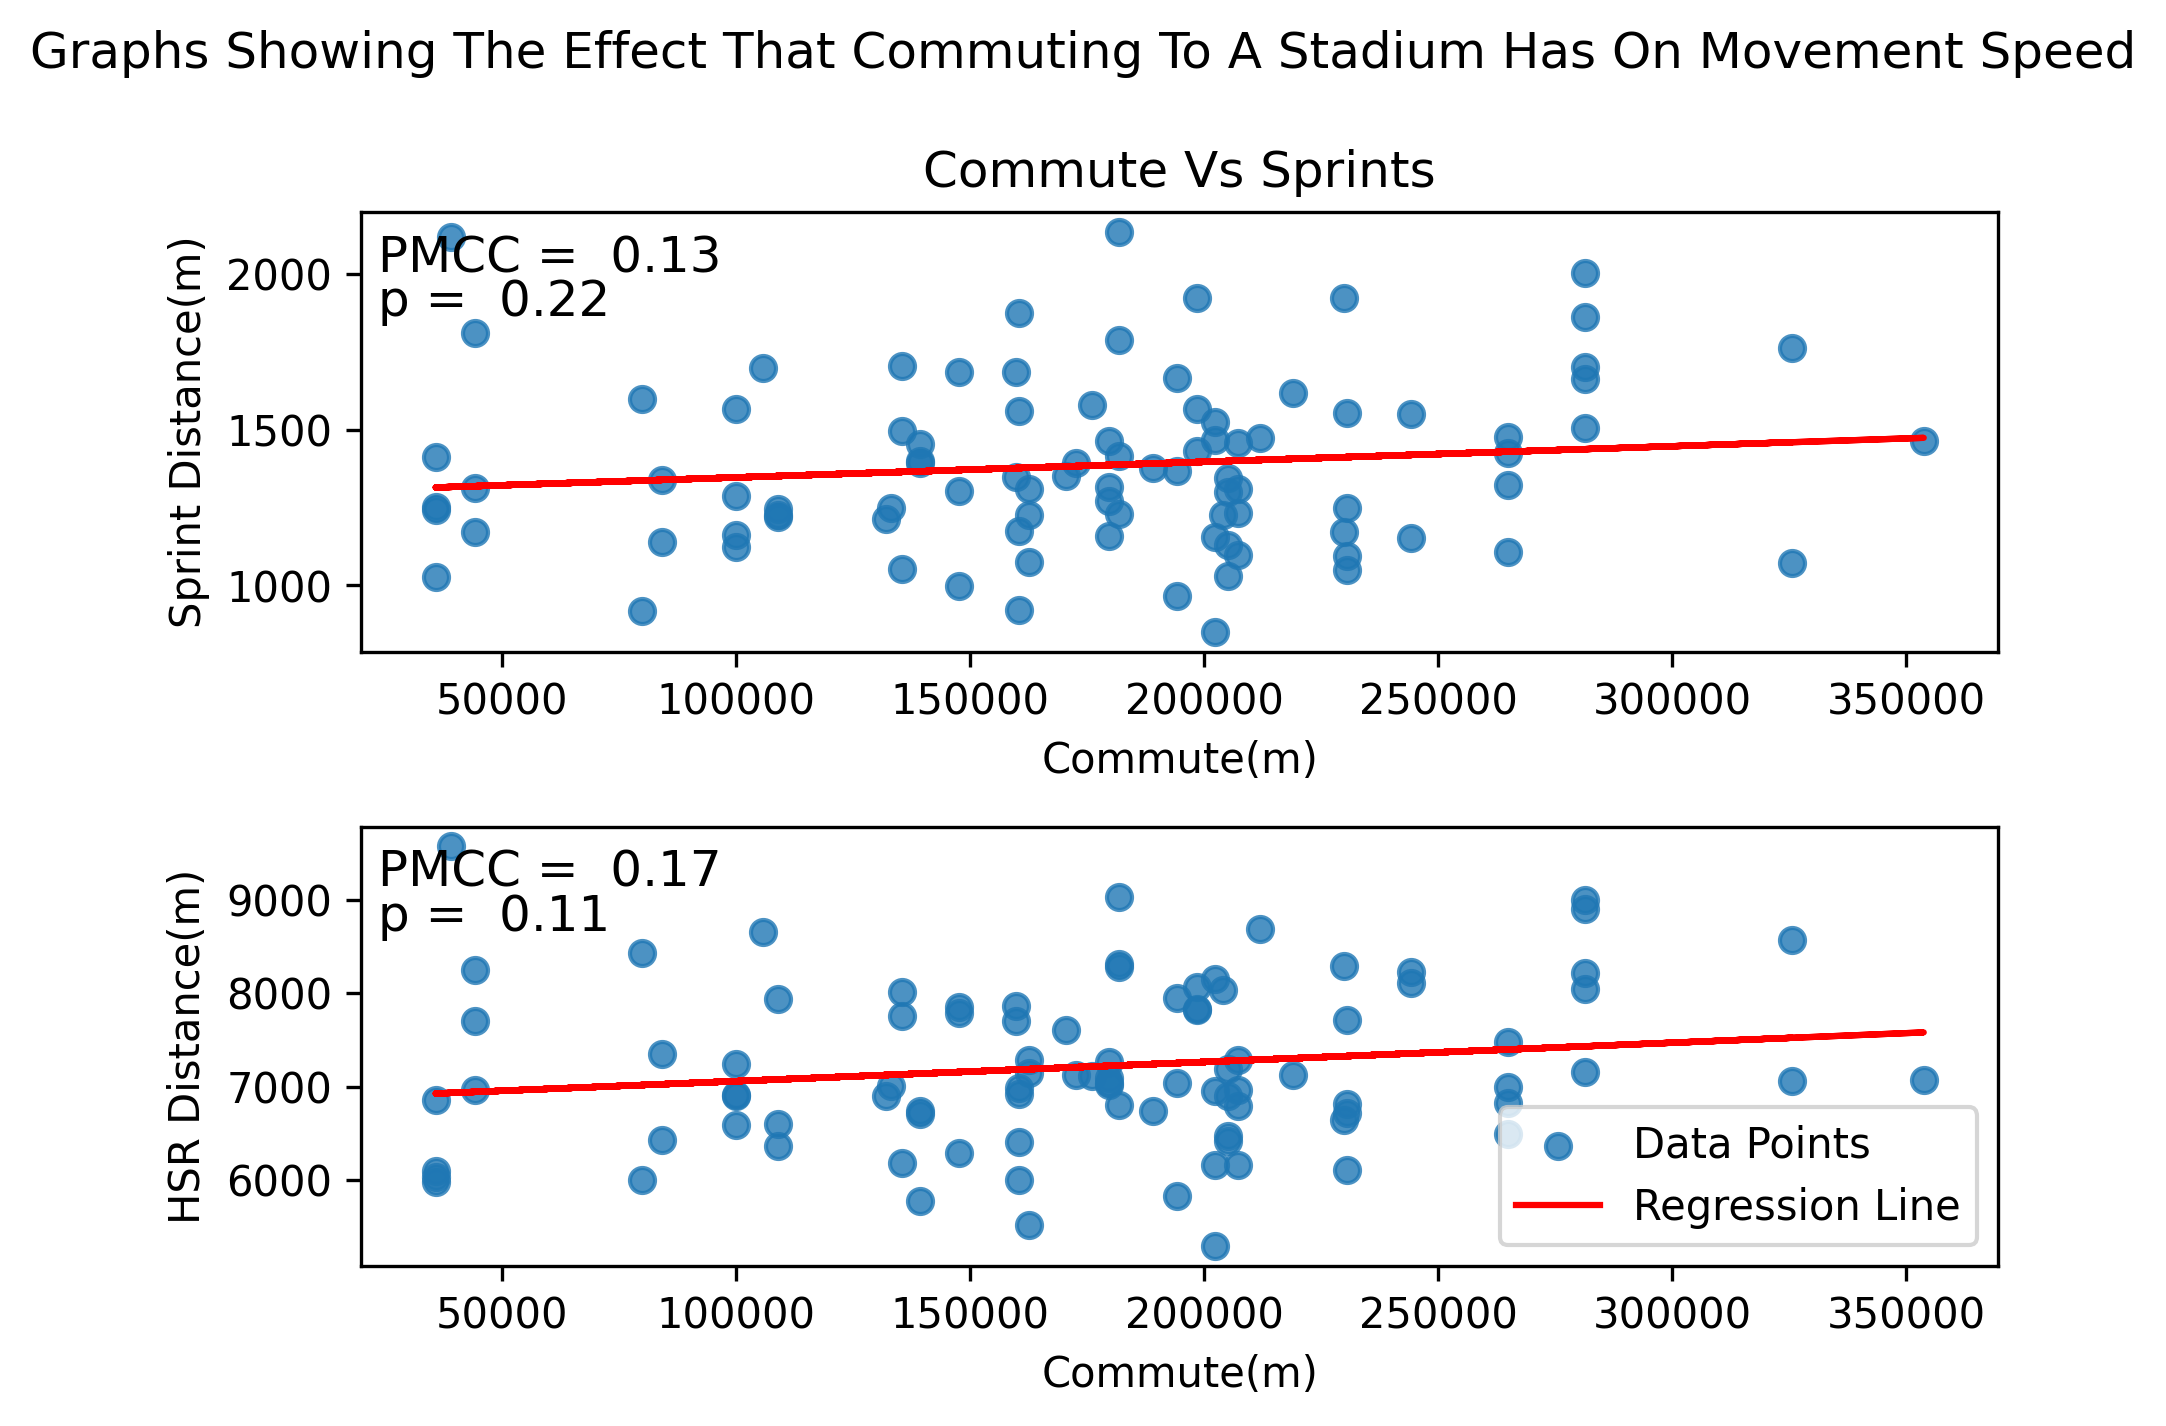 Graphs Showing The Effect That Commuting To A Stadium Has On Movement Speed
Commute Vs Sprints
PMCC = 0.13
p = 0.22
Sprint Distance(m)
2000
1500
1000
50000 100000 150000 200000 250000 300000 350000
Commute(m)
PMCC = 0.17
p = 0.11
HSR Distance(m)
9000
8000
7000
6000
Data Points
Regression Line
50000 100000 150000 200000 250000 300000 350000
Commute(m)